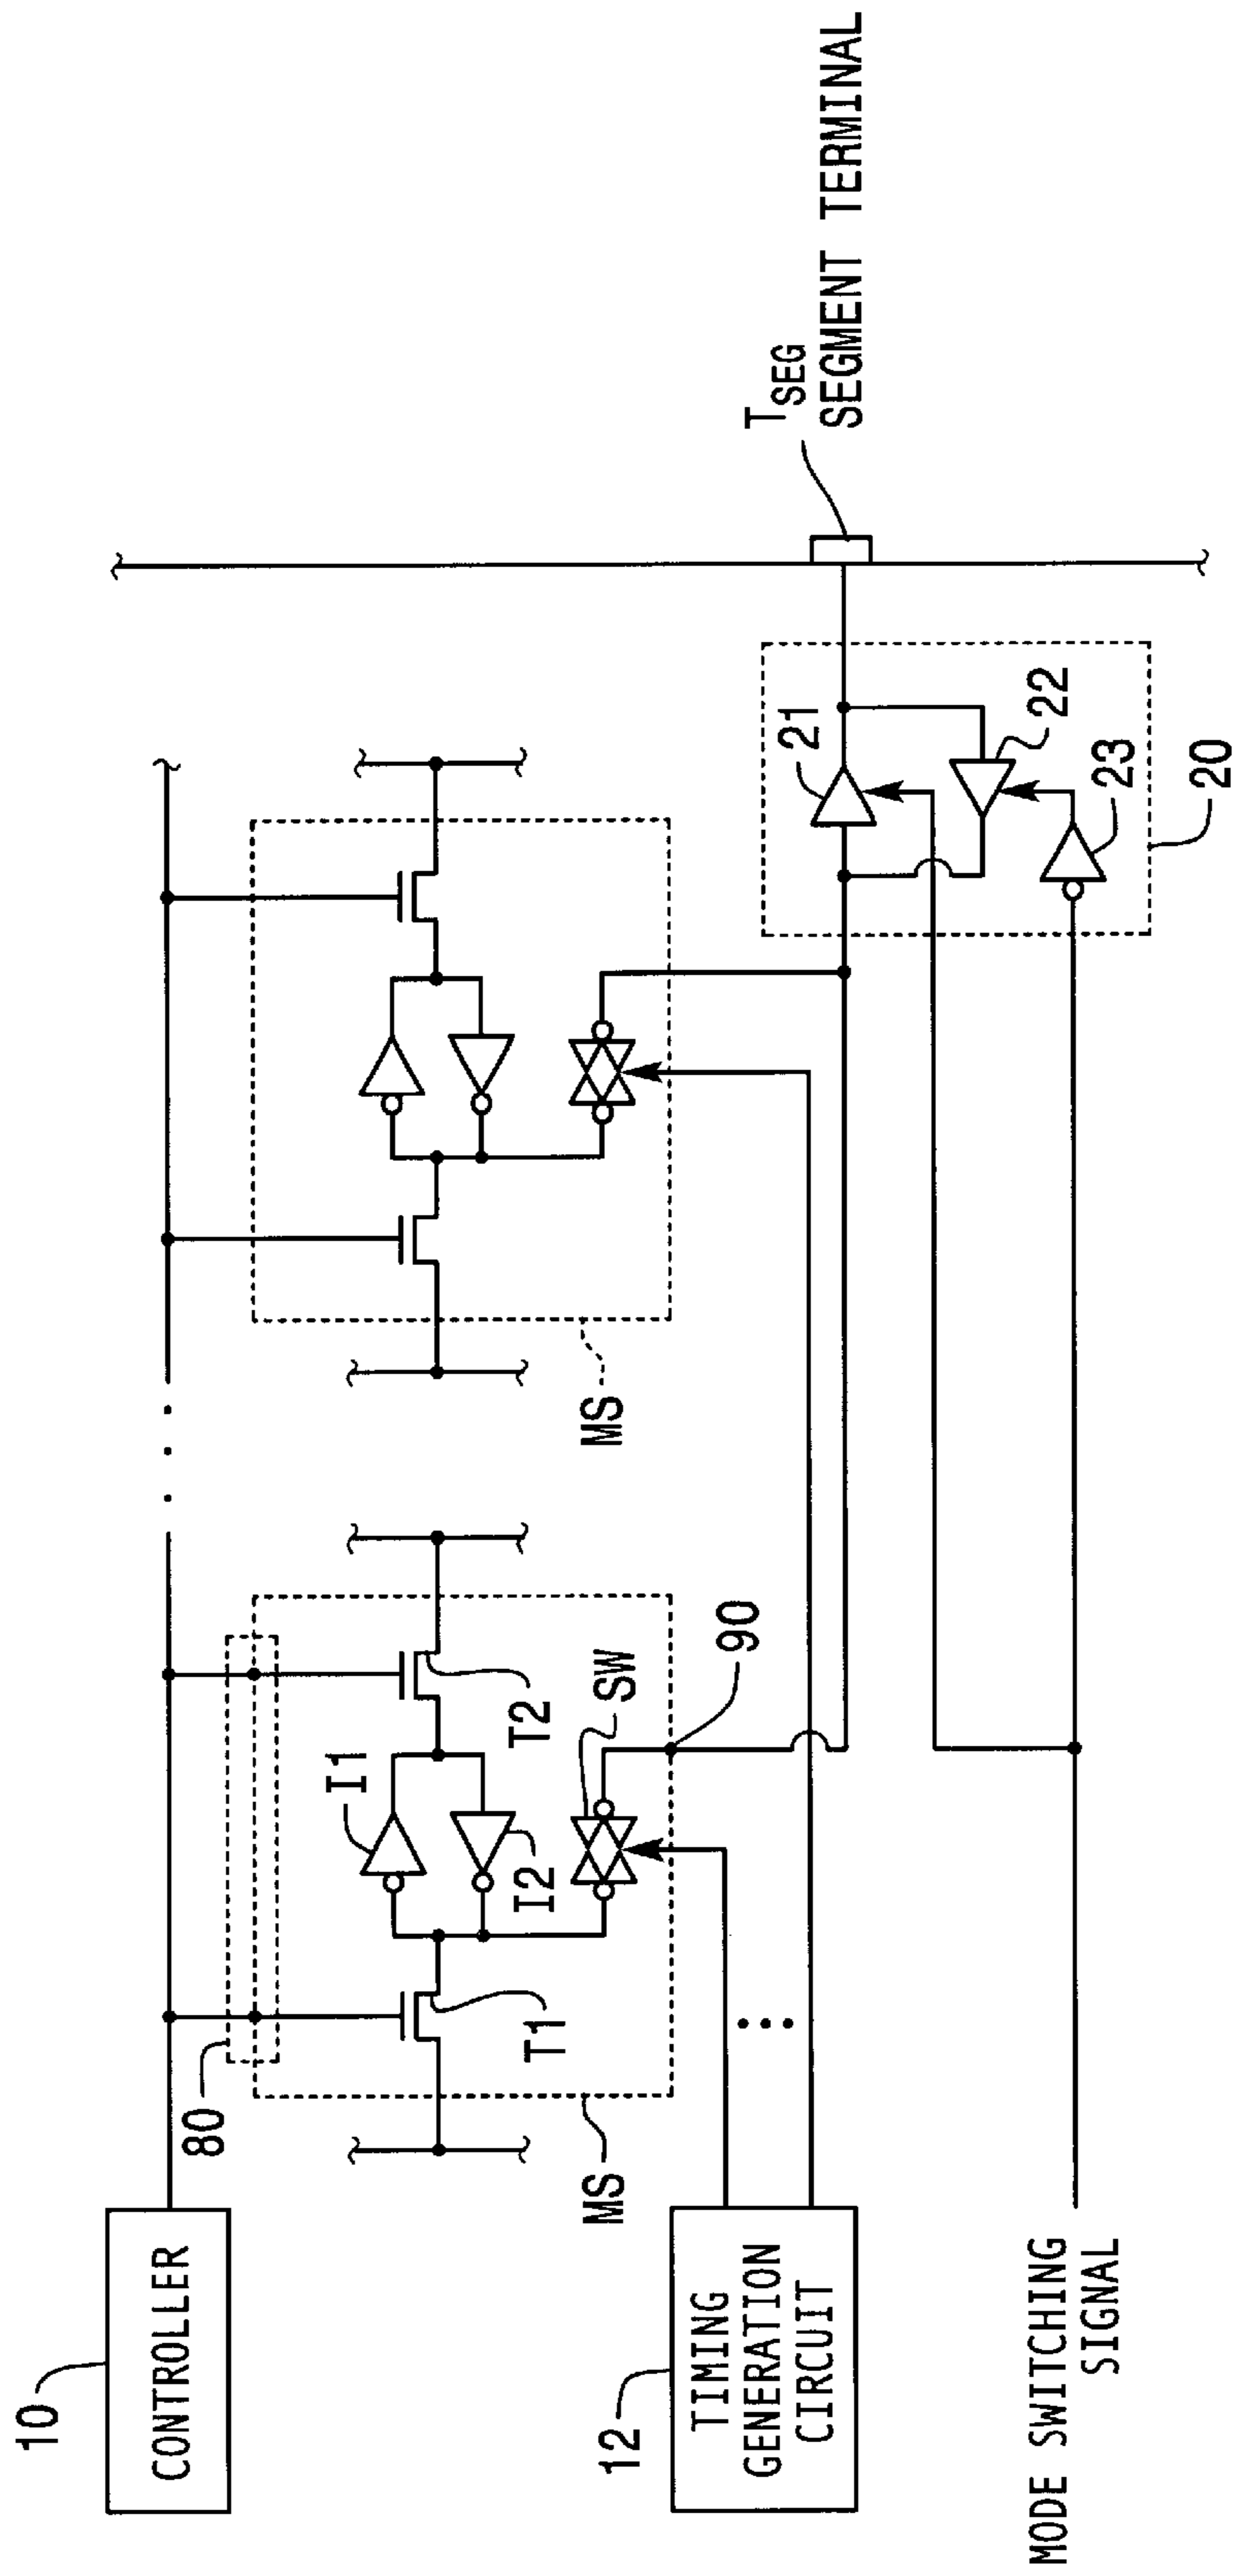 10
CONTROLLER
80
T1
T2
I1
I2
SW
90
MS
MS
12
TIMING
GENERATION
CIRCUIT
21
22
23
20
TSEG
SEGMENT TERMINAL
MODE SWITCHING
SIGNAL